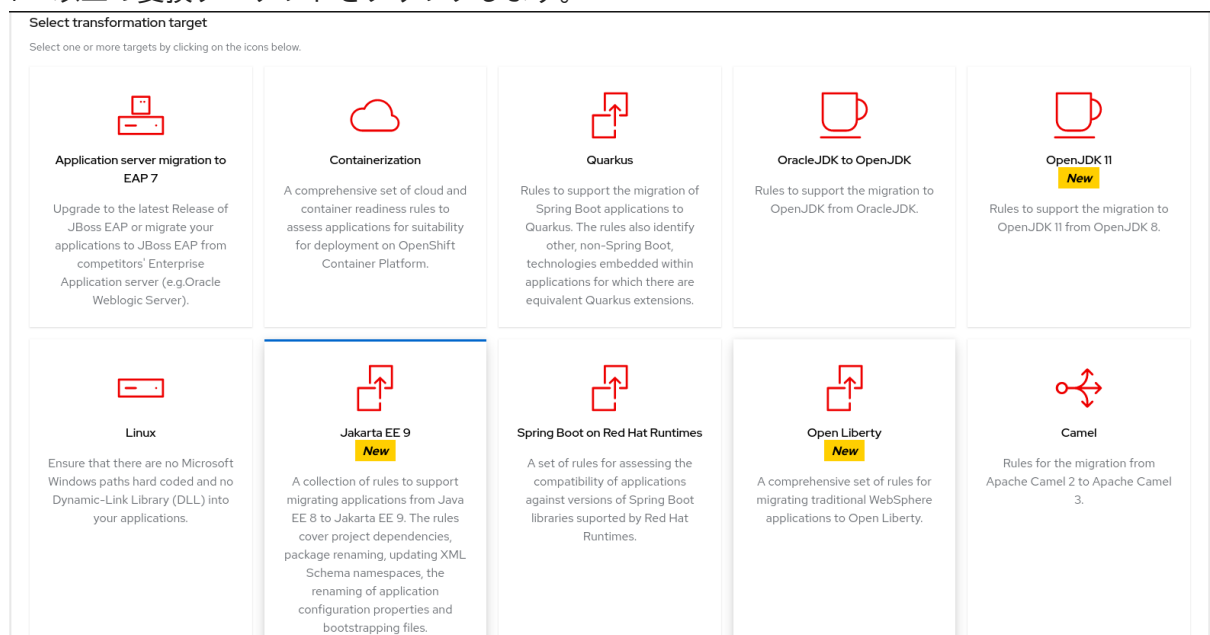 Select transformation target
Select one or more targets by clicking on the icons below.
Application server migration to
EAP 7
Upgrade to the latest Release of
JBoss EAP or migrate your
applications to JBoss EAP from
competitors' Enterprise
Application server (e.g.Oracle
Weblogic Server).
Containerization
A comprehensive set of cloud and
container readiness rules to
assess applications for suitability
for deployment on OpenShift
Container Platform.
Quarkus
Rules to support the migration of
Spring Boot applications to
Quarkus. The rules also identify
other, non-Spring Boot,
technologies embedded within
applications for which there are
equivalent Quarkus extensions.
OracleJDK to OpenJDK
Rules to support the migration to
OpenJDK from OracleJDK.
OpenJDK 11
New
Rules to support the migration to
OpenJDK 11 from OpenJDK 8.
Linux
Ensure that there are no Microsoft
Windows paths hard coded and no
Dynamic-Link Library (DLL) into
your applications.
Jakarta EE 9
New
A collection of rules to support
migrating applications from Java
EE 8 to Jakarta EE 9. The rules
cover project dependencies,
package renaming, updating XML
Schema namespaces, the
renaming of application
configuration properties and
bootstrapping files.
Spring Boot on Red Hat Runtimes
A set of rules for assessing the
compatibility of applications
against versions of Spring Boot
libraries suported by Red Hat
Runtimes.
Open Liberty
New
A comprehensive set of rules for
migrating traditional WebSphere
applications to Open Liberty.
Camel
Rules for the migration from
Apache Camel 2 to Apache Camel
3.